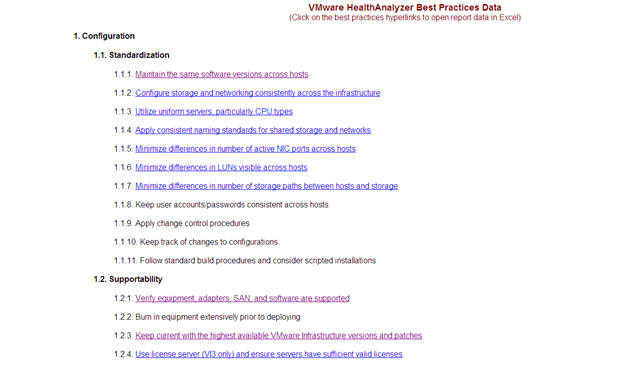 VMware HealthAnalyzer Best Practices Data
(Click on the best practices hyperlinks to open report data in Excel)
1. Configuration
1.1. Standardization
1.1.1. Maintain the same software versions across hosts
1.1.2. Configure storage and networking consistently across the infrastructure
1.1.3. Utilize uniform servers, particularly CPU types
1.1.4. Apply consistent naming standards for shared storage and networks
1.1.5. Minimize differences in number of active NIC ports across hosts
1.1.6. Minimize differences in LUNs visible across hosts
1.1.7. Minimize differences in number of storage paths between hosts and storage
1.1.8. Keep user accounts/passwords consistent across hosts
1.1.9. Apply change control procedures
1.1.10. Keep track of changes to configurations
1.1.11. Follow standard build procedures and consider scripted installations
1.2. Supportability
1.2.1. Verify equipment, adapters, SAN, and software are supported
1.2.2. Burn in equipment extensively prior to deploying
1.2.3. Keep current with the highest available VMware Infrastructure versions and patches
1.2.4. Use license server (VI3 only) and ensure servers have sufficient valid licenses